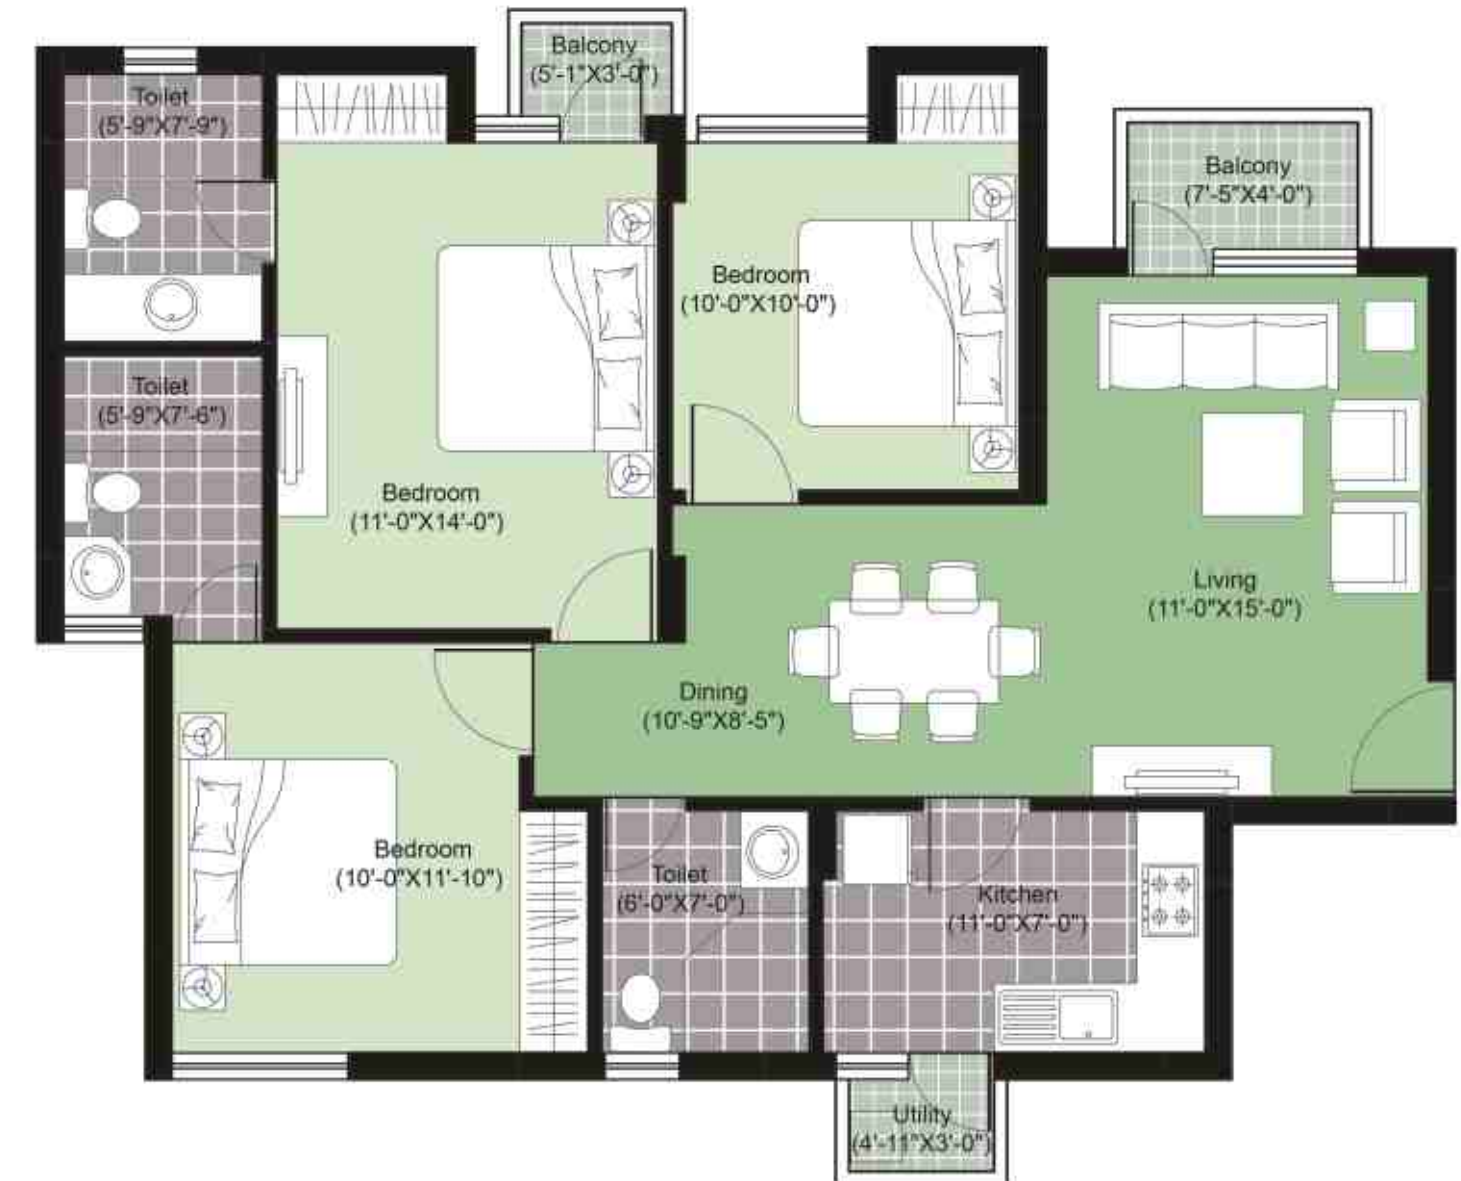 Balcony
(5'-1"X3'-0")
Toilet
(5'-9"X7'-9")
Balcony
(7'-5"X4'-0")
Bedroom
(10'-0"X10'-0")
Toilet
(5'-9"X7'-6")
Bedroom
(11'-0"X14'-0")
Living
(11'-0"X15'-0")
Dining
(10'-9"X8'-5")
Bedroom
(10'-0"X11'-10")
Toilet
(6'-0"X7'-0")
Kitchen
(11'-0"X7'-0")
Utility
(4'-11"X3'-0")